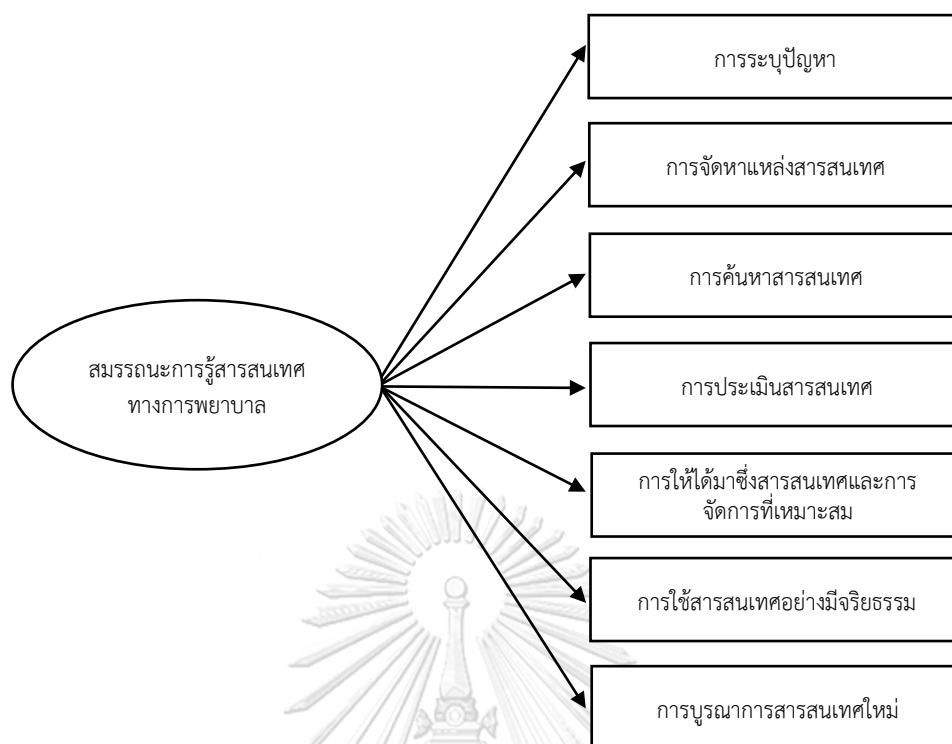 การระบุปัญหา
การจัดหาแหล่งสารสนเทศ
การค้นหาสารสนเทศ
สมรรถนะการรู้สารสนเทศ
ทางการพยาบาล
การประเมินสารสนเทศ
การให้ได้มาซึ่งสารสนเทศและการ
จัดการที่เหมาะสม
การใช้สารสนเทศอย่างมีจริยธรรม
การบูรณาการสารสนเทศใหม่